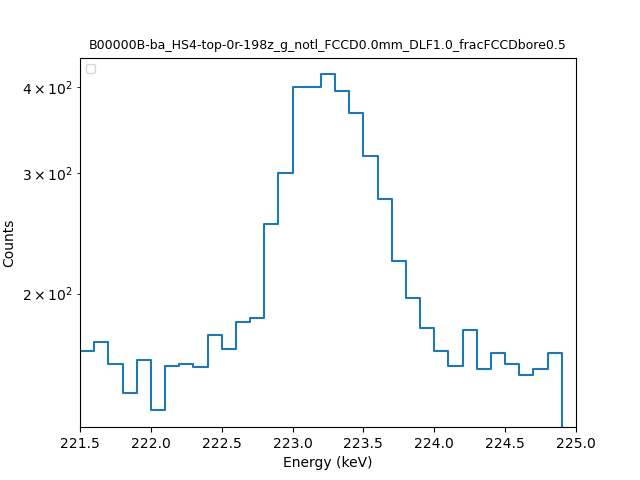 B00000B-ba_HS4-top-0r-198z_g_notl_FCCD0.0mm_DLF1.0_fracFCCDbore0.5
4 × 10²
3 × 10²
2 × 10²
Counts
221.5 222.0 222.5 223.0 223.5 224.0 224.5 225.0
Energy (keV)